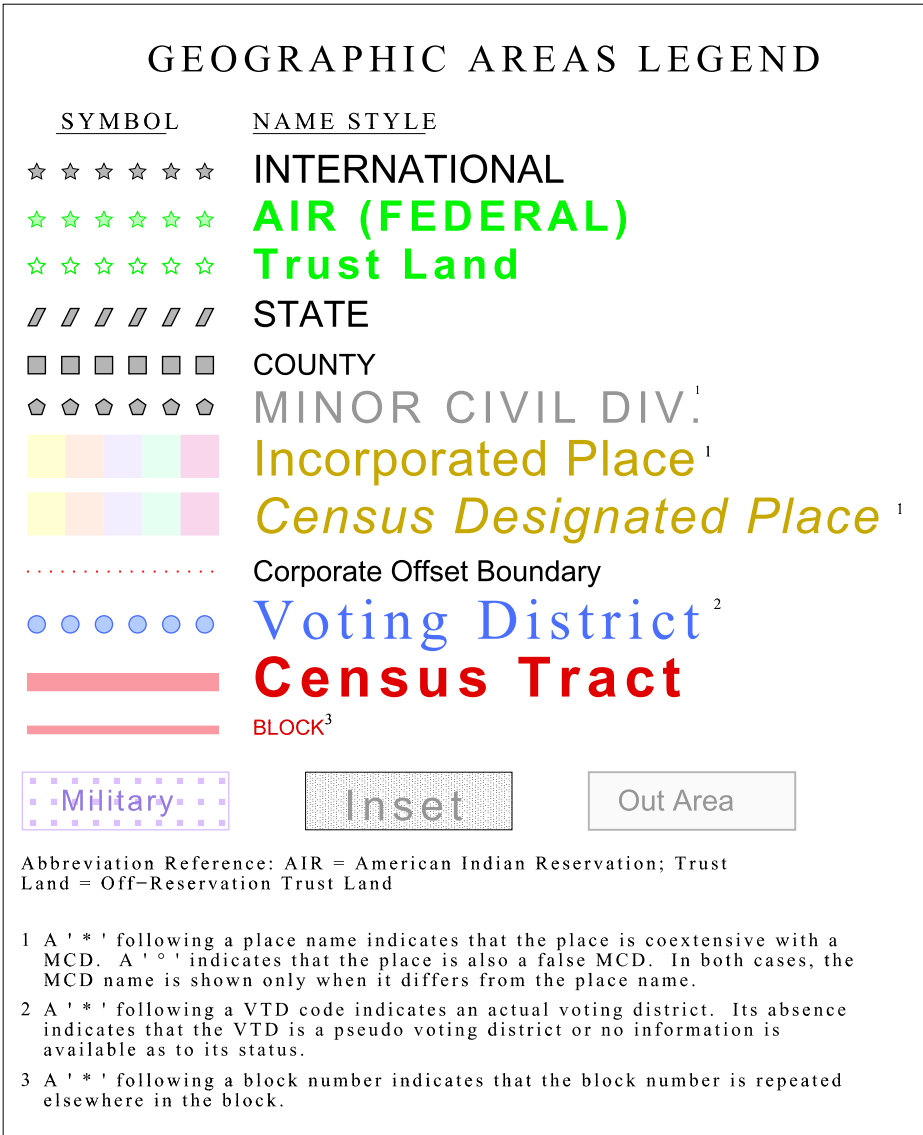 GEOGRAPHIC AREAS LEGEND
SYMBOL NAME STYLE
INTERNATIONAL
AIR (FEDERAL)
Trust Land
STATE
COUNTY
MINOR CIVIL DIV. 1
Incorporated Place 1
Census Designated Place 1
Corporate Offset Boundary
Voting District 2
Census Tract
BLOCK 3
Military Inset Out Area
Abbreviation Reference: AIR = American Indian Reservation; Trust
Land = Off−Reservation Trust Land
1 A ' * ' following a place name indicates that the place is coextensive with a
MCD. A ' ° ' indicates that the place is also a false MCD. In both cases, the
MCD name is shown only when it differs from the place name.
2 A ' * ' following a VTD code indicates an actual voting district. Its absence
indicates that the VTD is a pseudo voting district or no information is
available as to its status.
3 A ' * ' following a block number indicates that the block number is repeated
elsewhere in the block.